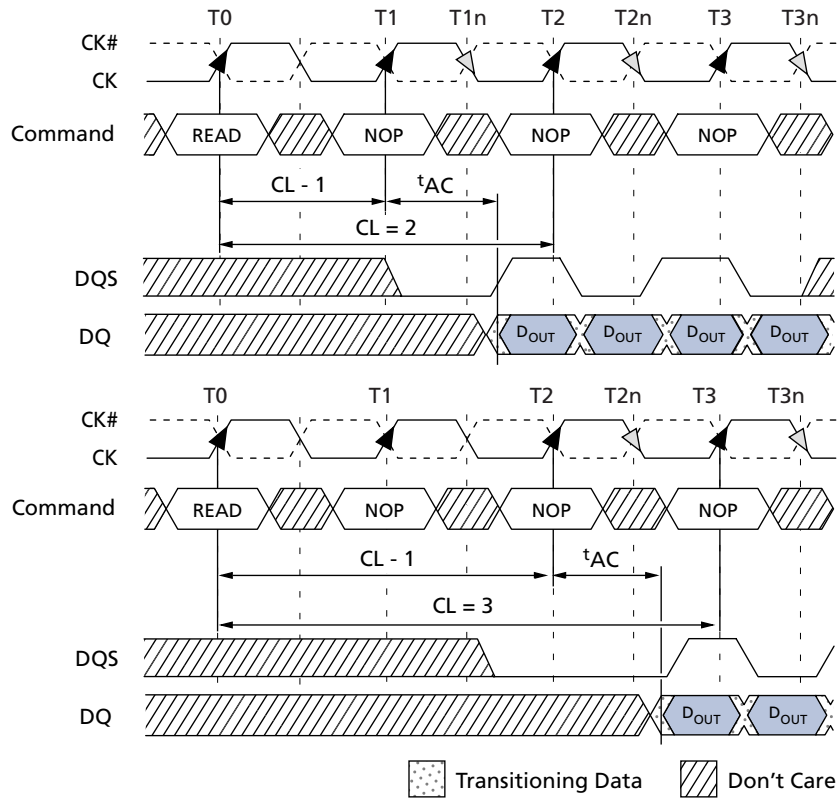 T0 T1 T1n T2 T2n T3 T3n
CK#
CK
Command READ NOP NOP NOP
CL - 1 tAC
CL = 2
DQS
DQ DOUT DOUT DOUT DOUT
T0 T1 T2 T2n T3 T3n
CK#
CK
Command READ NOP NOP NOP
CL - 1 tAC
CL = 3
DQS
DQ DOUT DOUT
Transitioning Data Don't Care